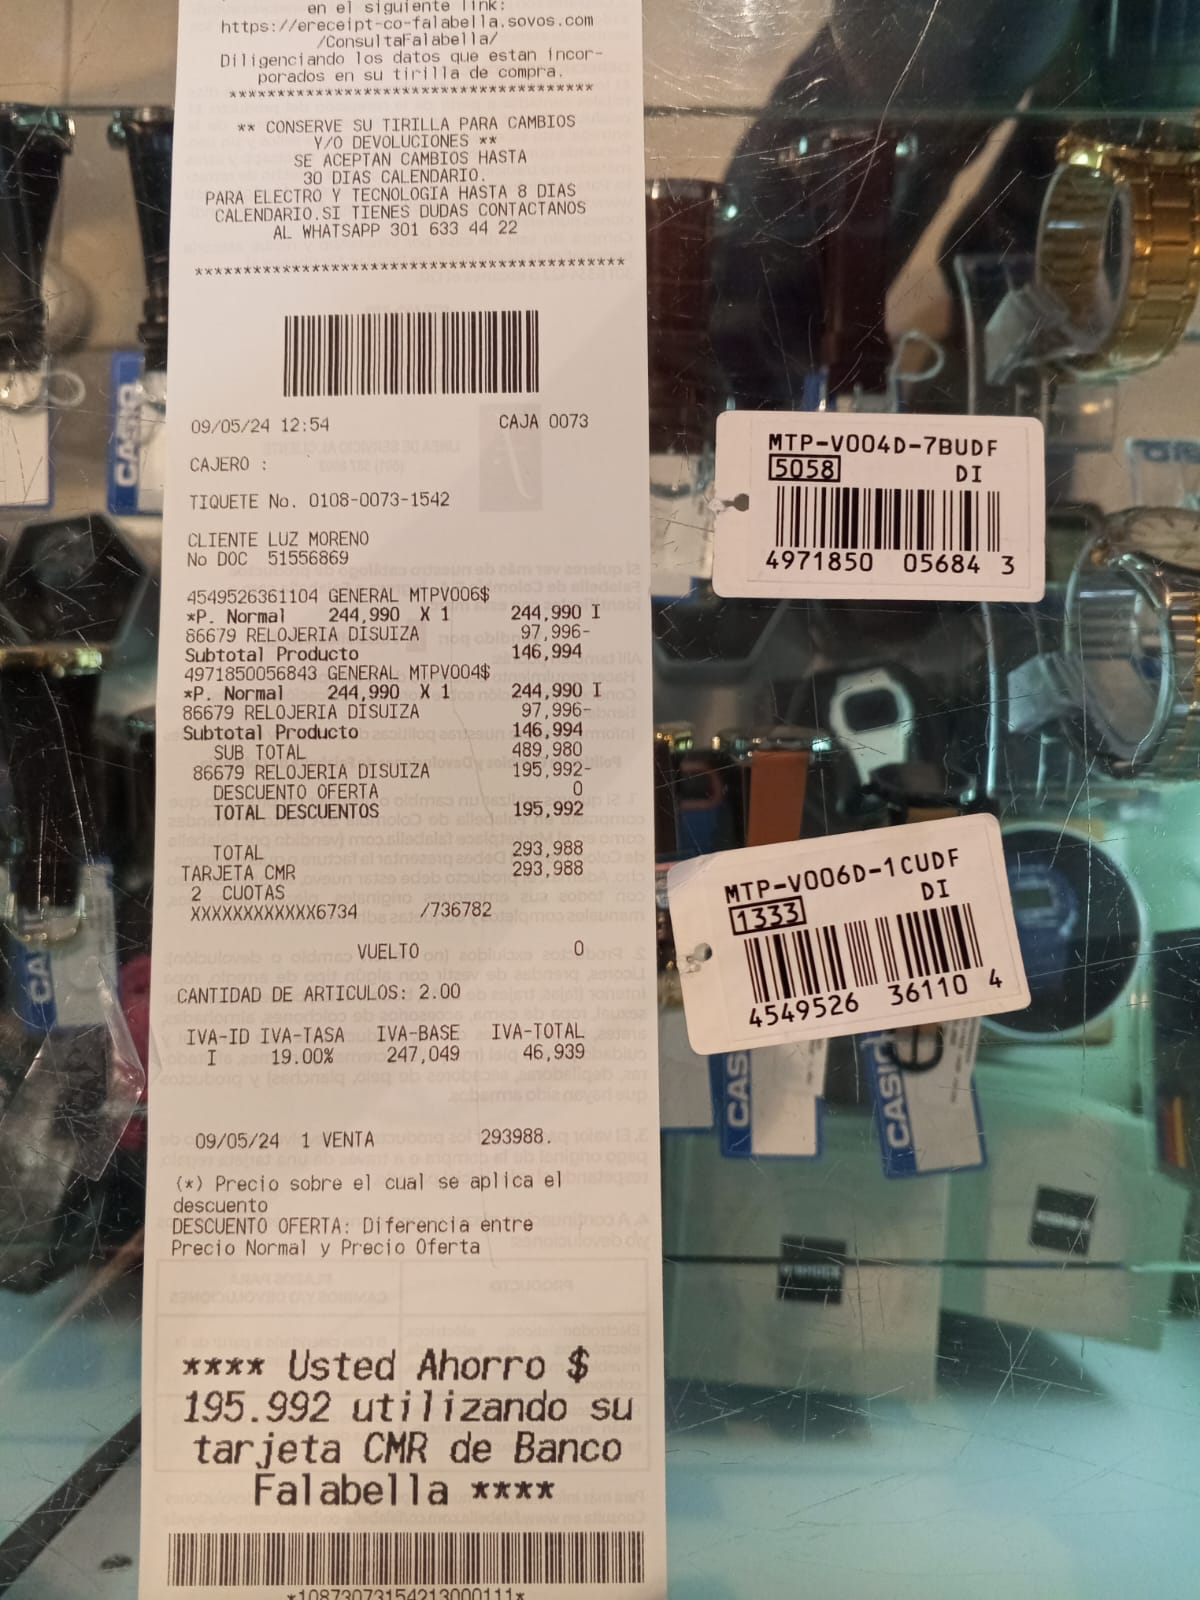 en el siguiente link:
https://ereceipt-co-falabella.sovos.com
/ConsultaFalabella/
Diligenciando los datos que estan incor-
porados en su tirilla de compra.
**************************************
** CONSERVE SU TIRILLA PARA CAMBIOS
Y/O DEVOLUCIONES **
SE ACEPTAN CAMBIOS HASTA
30 DIAS CALENDARIO.
PARA ELECTRO Y TECNOLOGIA HASTA 8 DIAS
CALENDARIO.SI TIENES DUDAS CONTACTANOS
AL WHATSAPP 301 633 44 22
*******************************************
09/05/24 12:54 CAJA 0073
CAJERO :
TIQUETE No. 0108-0073-1542
CLIENTE LUZ MORENO
No DOC 51556869
4549526361104 GENERAL MTPV006$
*P. Normal 244,990 X 1 244,990 I
86679 RELOJERIA DISUIZA 97,996-
Subtotal Producto 146,994
4971850056843 GENERAL MTPV004$
*P. Normal 244,990 X 1 244,990 I
86679 RELOJERIA DISUIZA 97,996-
Subtotal Producto 146,994
SUB TOTAL 489,980
86679 RELOJERIA DISUIZA 195,992-
DESCUENTO OFERTA 0
TOTAL DESCUENTOS 195,992
TOTAL 293,988
TARJETA CMR 293,988
2 CUOTAS
XXXXXXXXXXXX6734 /736782
VUELTO 0
CANTIDAD DE ARTICULOS: 2.00
IVA-ID IVA-TASA IVA-BASE IVA-TOTAL
I 19.00% 247,049 46,939
09/05/24 1 VENTA 293988.
(*) Precio sobre el cual se aplica el
descuento
DESCUENTO OFERTA: Diferencia entre
Precio Normal y Precio Oferta
**** Usted Ahorro $
195.992 utilizando su
tarjeta CMR de Banco
Falabella ****
*10873073154213000111*
MTP-V004D-7BUDF
5058 DI
4971850 05684 3
MTP-V006D-1CUDF
1333 DI
4549526 36110 4
CASIO
CASIO
CASIO